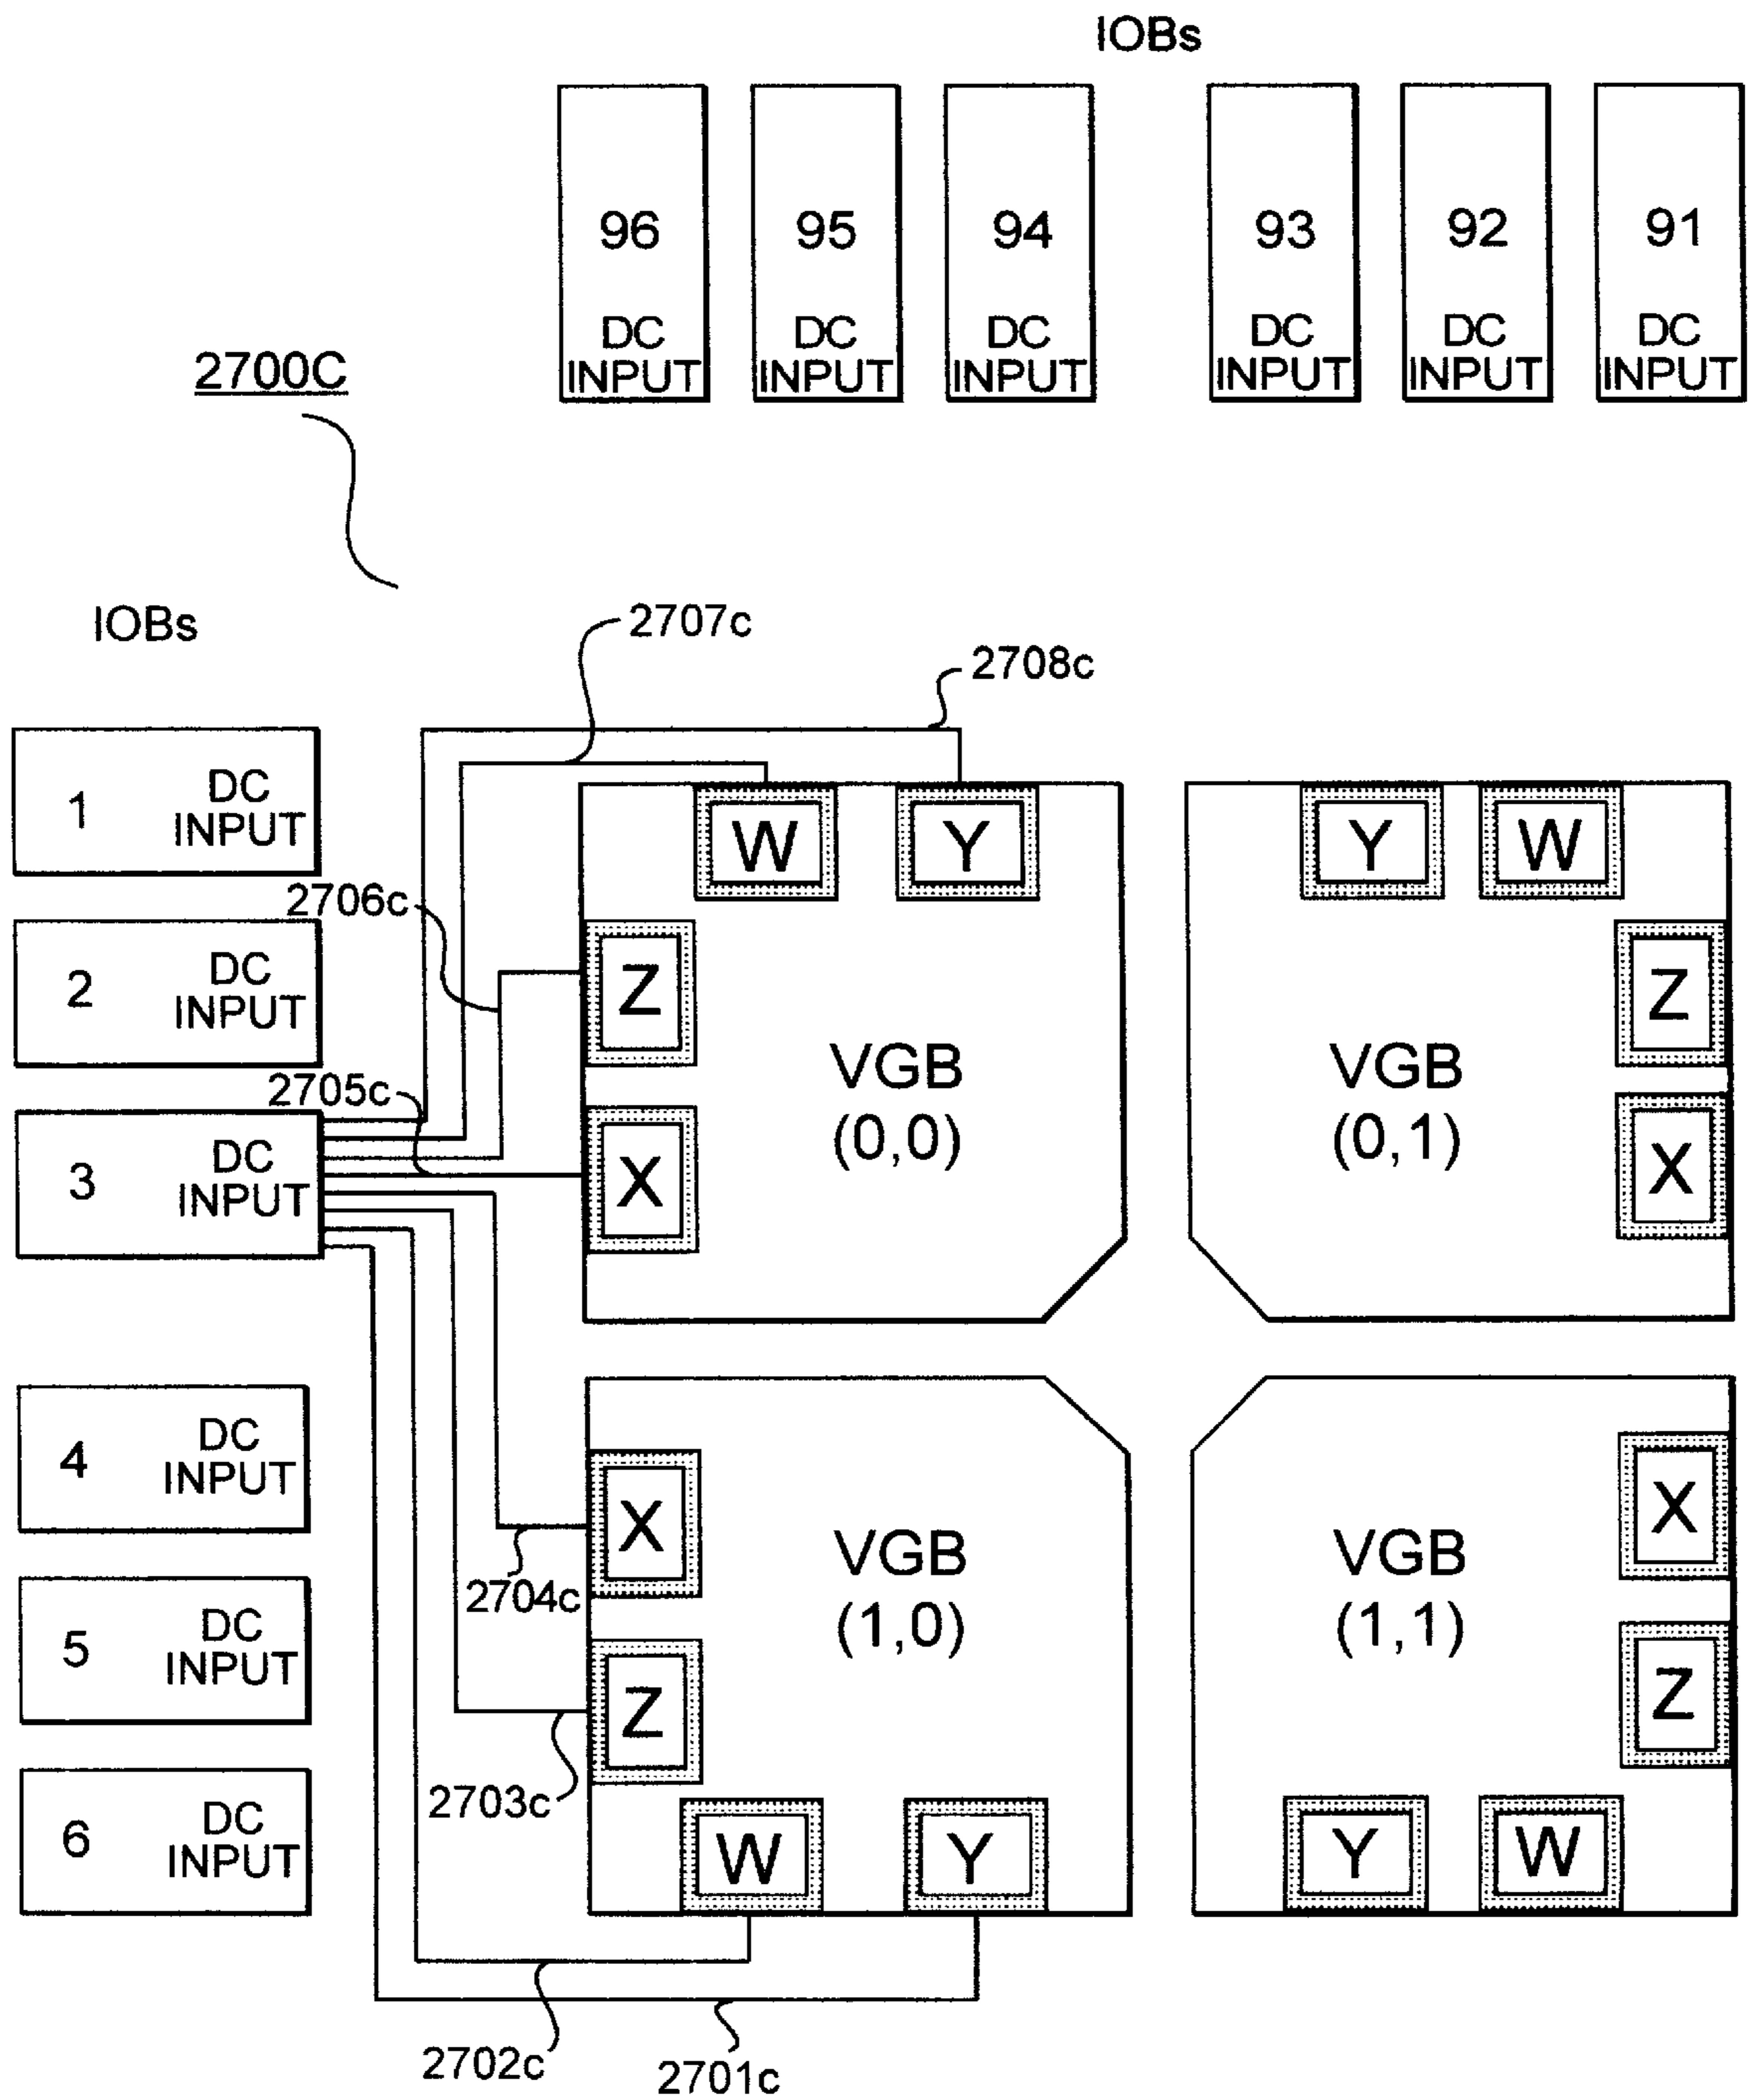 IOBs
96
DC
INPUT
95
DC
INPUT
94
DC
INPUT
93
DC
INPUT
92
DC
INPUT
91
DC
INPUT
2700C
IOBs
2707c
2708c
1
DC
INPUT
2
DC
INPUT
3
DC
INPUT
4
DC
INPUT
5
DC
INPUT
6
DC
INPUT
2706c
2705c
W
Y
Z
X
VGB
(0,0)
Y
W
Z
X
VGB
(0,1)
X
Z
W
Y
VGB
(1,0)
X
Z
Y
W
VGB
(1,1)
2704c
2703c
2702c
2701c